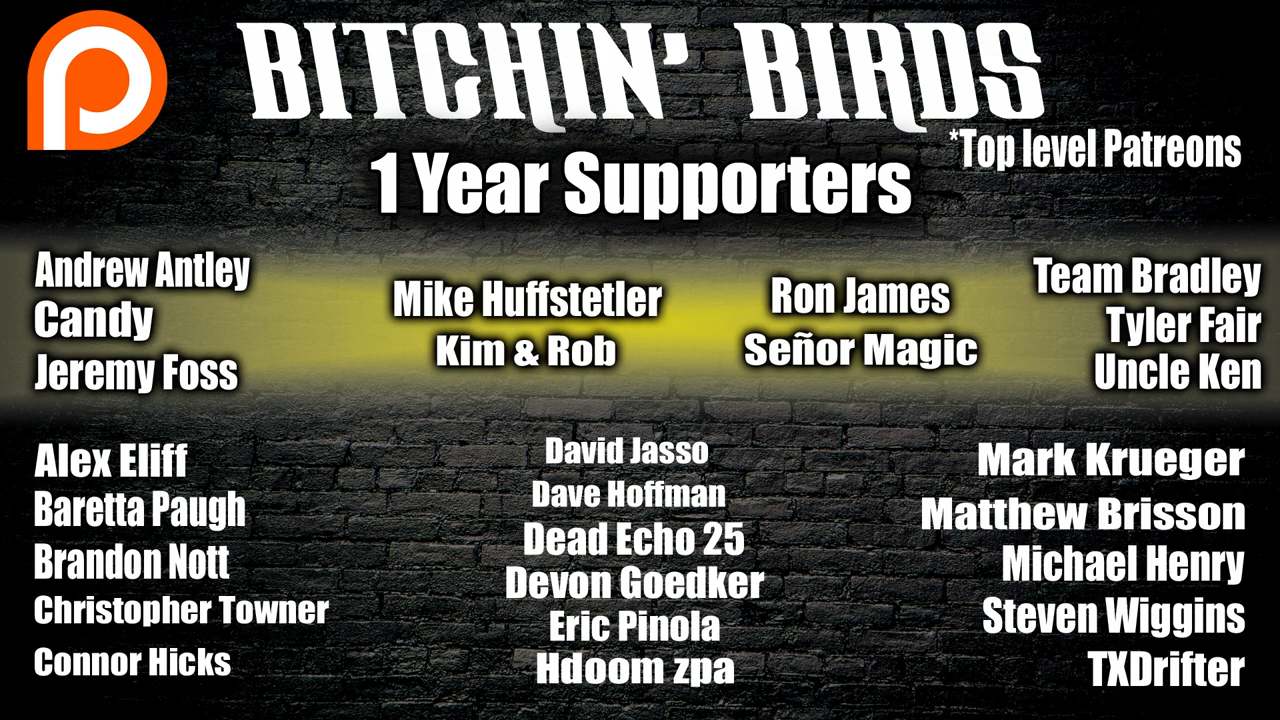 BITCHIN' BIRDS
*Top level Patreons
1 Year Supporters
Andrew Antley
Candy
Jeremy Foss
Mike Huffstetler
Kim & Rob
Ron James
Señor Magic
Team Bradley
Tyler Fair
Uncle Ken
Alex Eliff
Baretta Paugh
Brandon Nott
Christopher Towner
Connor Hicks
David Jasso
Dave Hoffman
Dead Echo 25
Devon Goedker
Eric Pinola
Hdoom zpa
Mark Krueger
Matthew Brisson
Michael Henry
Steven Wiggins
TXDrifter